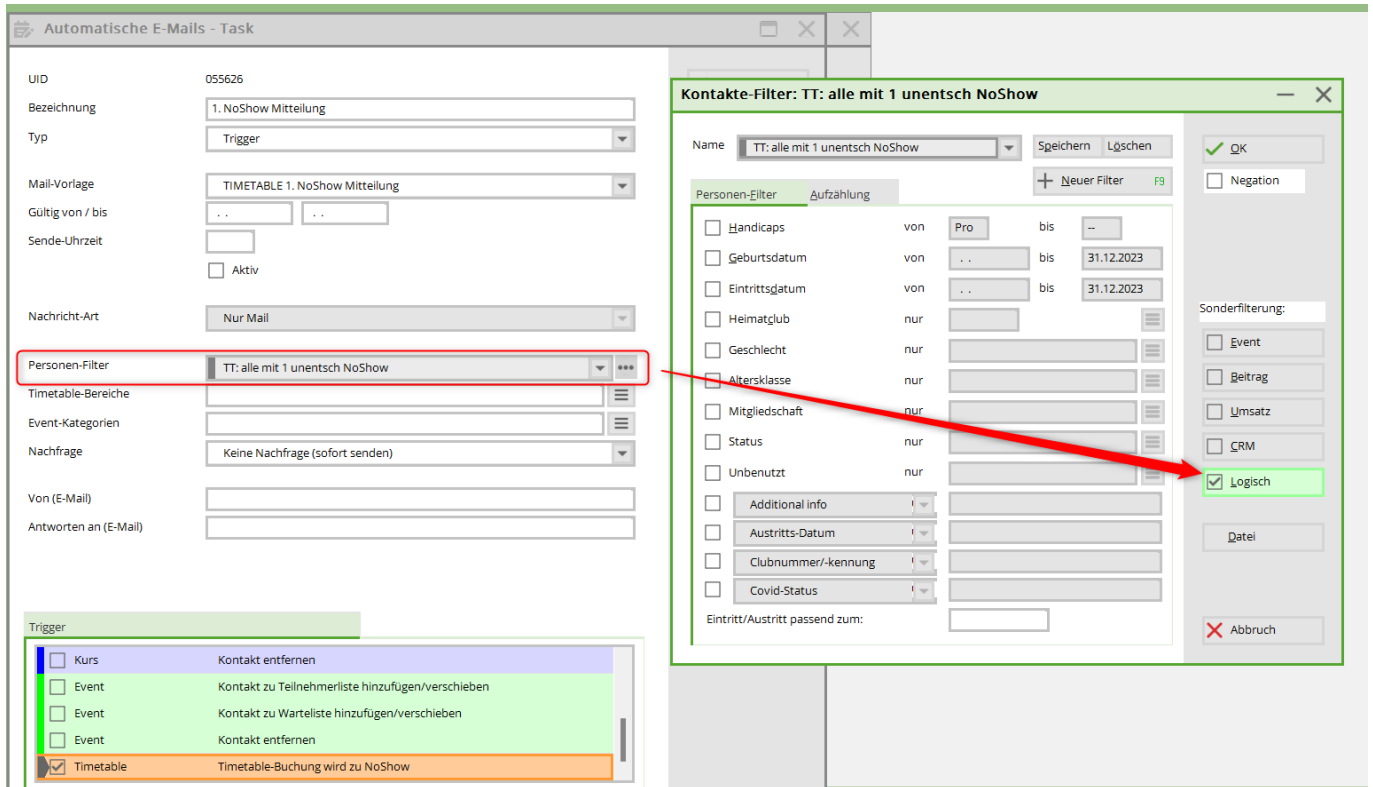 Automatische E-Mails - Task
UID 055626
Bezeichnung 1. NoShow Mitteilung
Typ Trigger
Mail-Vorlage TIMETABLE 1. NoShow Mitteilung
Gültig von / bis . . . .
Sende-Uhrzeit
Aktiv
Nachricht-Art Nur Mail
Personen-Filter TT: alle mit 1 unentsch NoShow
Timetable-Bereiche
Event-Kategorien
Nachfrage Keine Nachfrage (sofort senden)
Von (E-Mail)
Antworten an (E-Mail)
Trigger
Kurs Kontakt entfernen
Event Kontakt zu Teilnehmerliste hinzufügen/verschieben
Event Kontakt zu Warteliste hinzufügen/verschieben
Event Kontakt entfernen
Timetable Timetable-Buchung wird zu NoShow
Kontakte-Filter: TT: alle mit 1 unentsch NoShow
Name TT: alle mit 1 unentsch NoShow Speichern Löschen
Neuer Filter F9
Personen-Filter Aufzählung
Handicaps von Pro bis --
Geburtsdatum von . . bis 31.12.2023
Eintrittsdatum von . . bis 31.12.2023
Heimatclub nur
Geschlecht nur
Altersklasse nur
Mitgliedschaft nur
Status nur
Unbenutzt nur
Additional info
Austritts-Datum
Clubnummer/-kennung
Covid-Status
Eintritt/Austritt passend zum:
OK
Negation
Sonderfilterung:
Event
Beitrag
Umsatz
CRM
Logisch
Datei
Abbruch